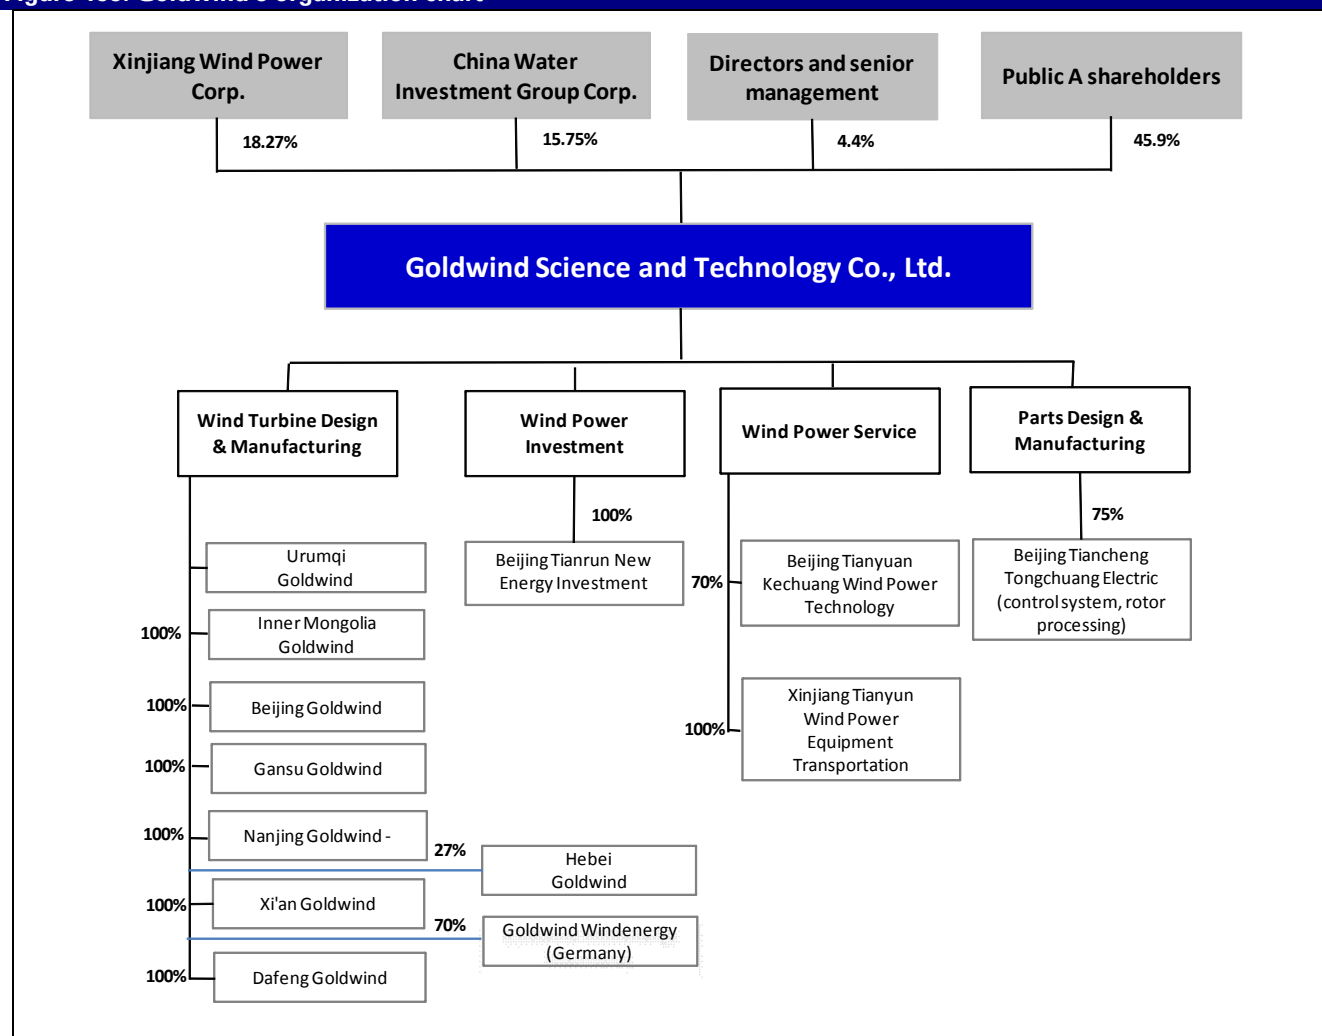 Xinjiang Wind Power
Corp.
China Water
Investment Group Corp.
Directors and senior
management
Public A shareholders
18.27%
15.75%
4.4%
45.9%
Goldwind Science and Technology Co., Ltd.
Wind Turbine Design
& Manufacturing
Wind Power
Investment
Wind Power Service
Parts Design &
Manufacturing
Urumqi
Goldwind
100%
Inner Mongolia
Goldwind
100%
Beijing Goldwind
100%
Gansu Goldwind
100%
Nanjing Goldwind -
27%
Hebei
Goldwind
100%
Xi'an Goldwind
70%
Goldwind Windenergy
(Germany)
100%
Dafeng Goldwind
100%
Beijing Tianrun New
Energy Investment
70%
Beijing Tianyuan
Kechuang Wind Power
Technology
100%
Xinjiang Tianyun
Wind Power
Equipment
Transportation
75%
Beijing Tiancheng
Tongchuang Electric
(control system, rotor
processing)